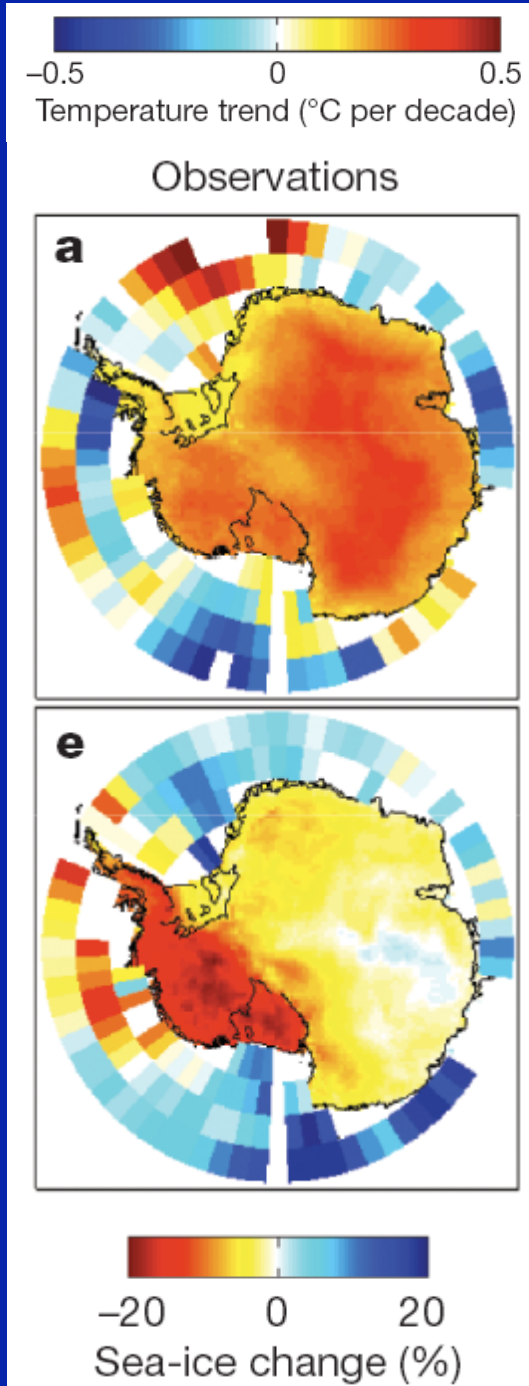 −0.5 0 0.5
Temperature trend (°C per decade)
Observations
a
e
−20 0 20
Sea-ice change (%)